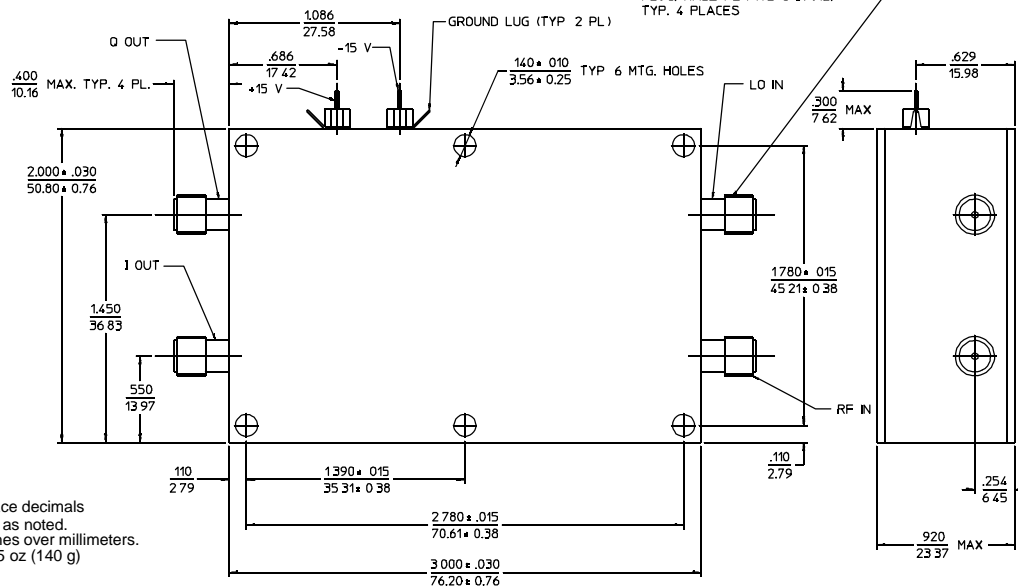 TYP. 4 PLACES
1.086
27.58
GROUND LUG (TYP 2 PL)
Q OUT
-15 V
.686
17 42
.140± 010
3.56± 0.25
TYP 6 MTG. HOLES
.629
15.98
.400
10.16
MAX. TYP. 4 PL.
+15 V
LO IN
.300
7 62
MAX
2.000± .030
50.80± 0.76
I OUT
1780± 015
45 21± 0 38
1.450
36 83
550
13 97
RF IN
110
2.79
1390± 015
35 31± 0 38
.110
2.79
.254
6 45
2 780± .015
70.61± 0.38
920
23 37
MAX
3 000± .030
76.20± 0.76
ce decimals
as noted.
nes over millimeters.
5 oz (140 g)